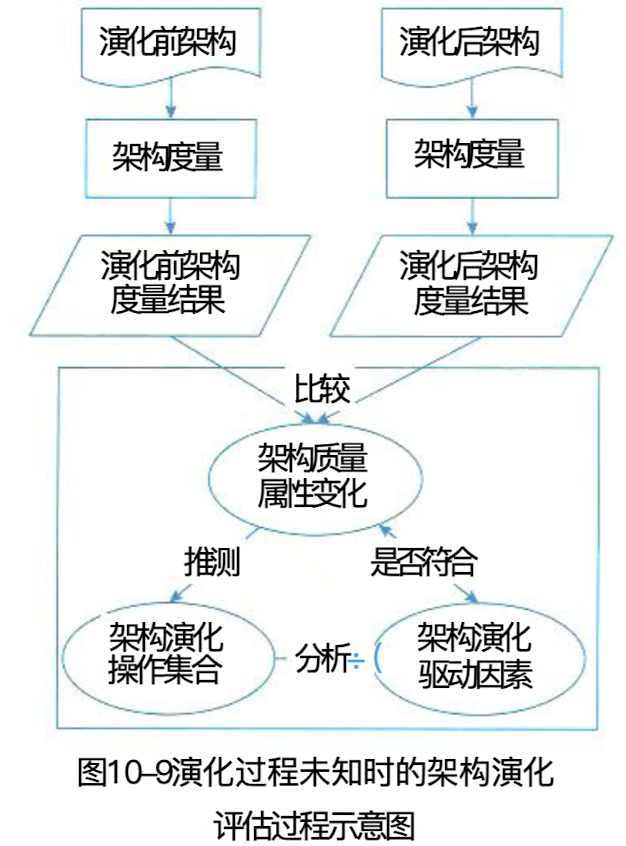 演化前架构
演化后架构
架构度量
架构度量
演化前架构
度量结果
演化后架构
度量结果
比较
架构质量
属性变化
推测
是否符合
架构演化
操作集合
分析÷(
架构演化
驱动因素
图10–9演化过程未知时的架构演化
评估过程示意图